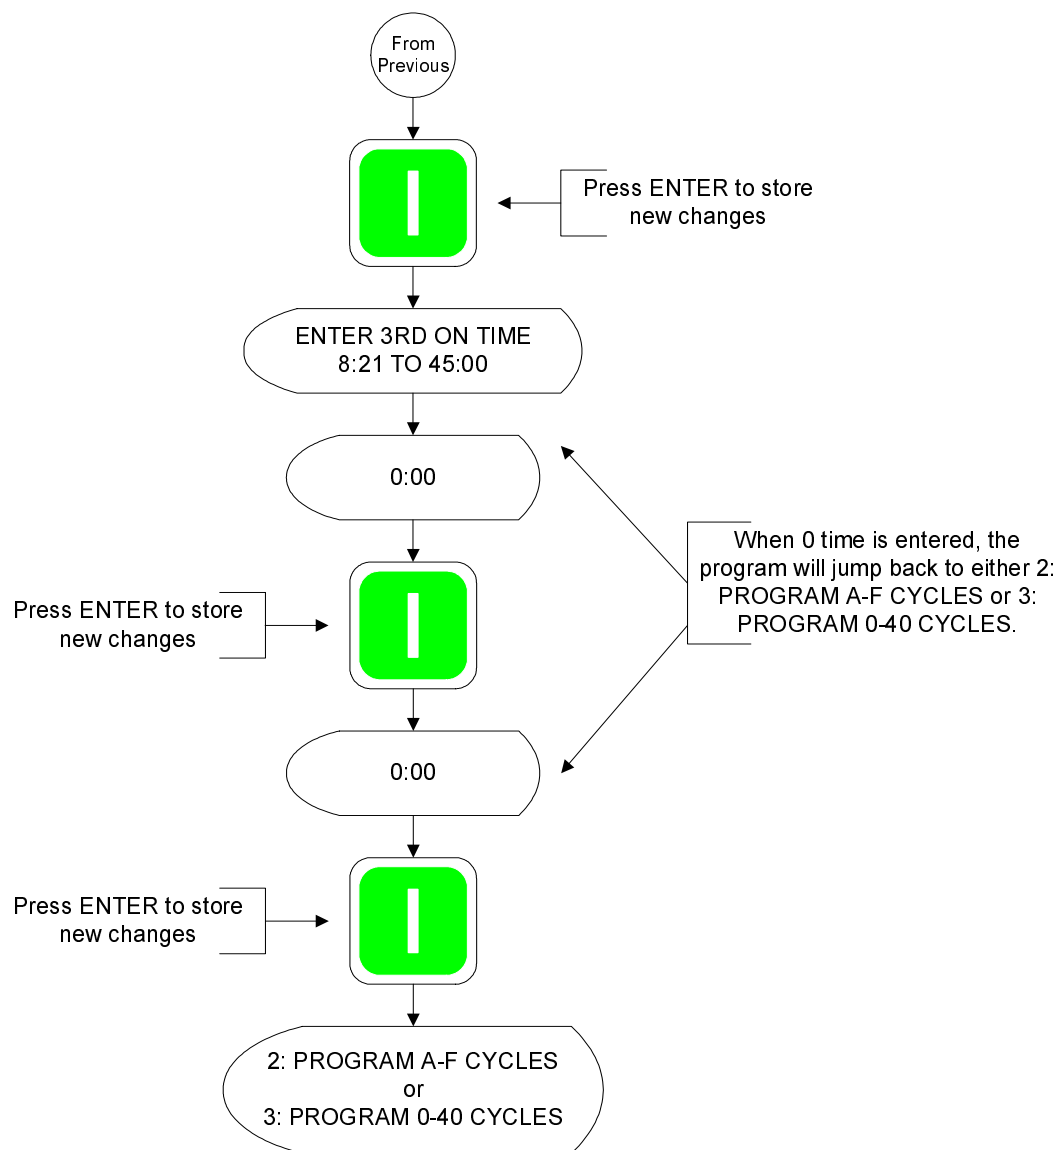 From
Previous
Press ENTER to store
new changes
ENTER 3RD ON TIME
8:21 TO 45:00
0:00
When 0 time is entered, the
program will jump back to either 2:
PROGRAM A-F CYCLES or 3:
PROGRAM 0-40 CYCLES.
Press ENTER to store
new changes
0:00
Press ENTER to store
new changes
2: PROGRAM A-F CYCLES
or
3: PROGRAM 0-40 CYCLES